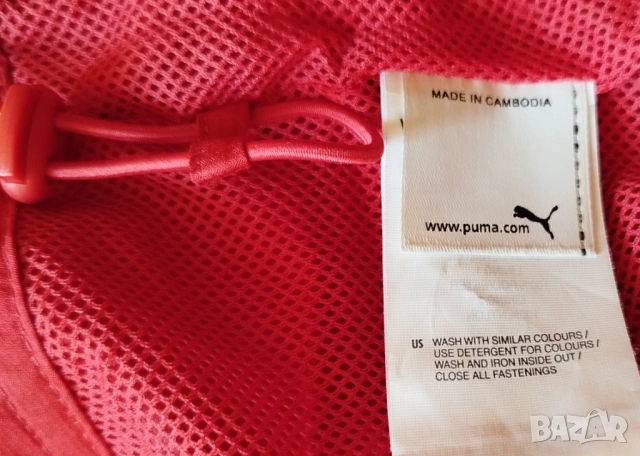 MADE IN CAMBODIA
www.puma.com
US WASH WITH SIMILAR COLOURS /
USE DETERGENT FOR COLOURS /
WASH AND IRON INSIDE OUT /
CLOSE ALL FASTENINGS
BAZAR